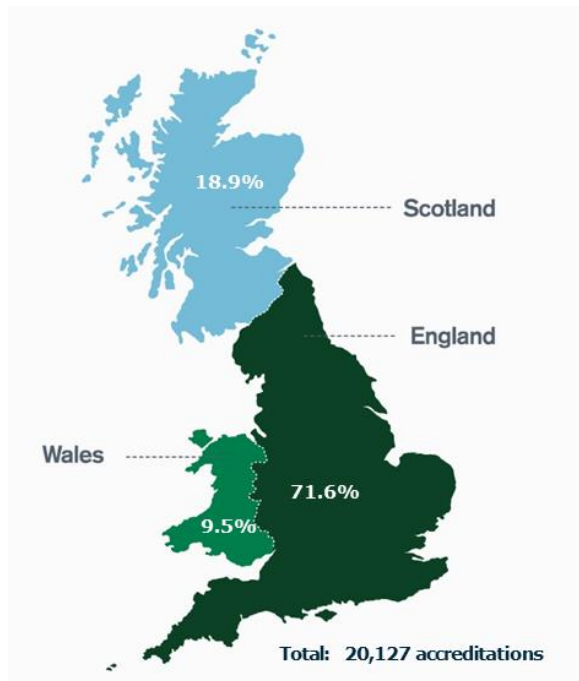 18.9%
Scotland
England
Wales
71.6%
9.5%
Total: 20,127 accreditations